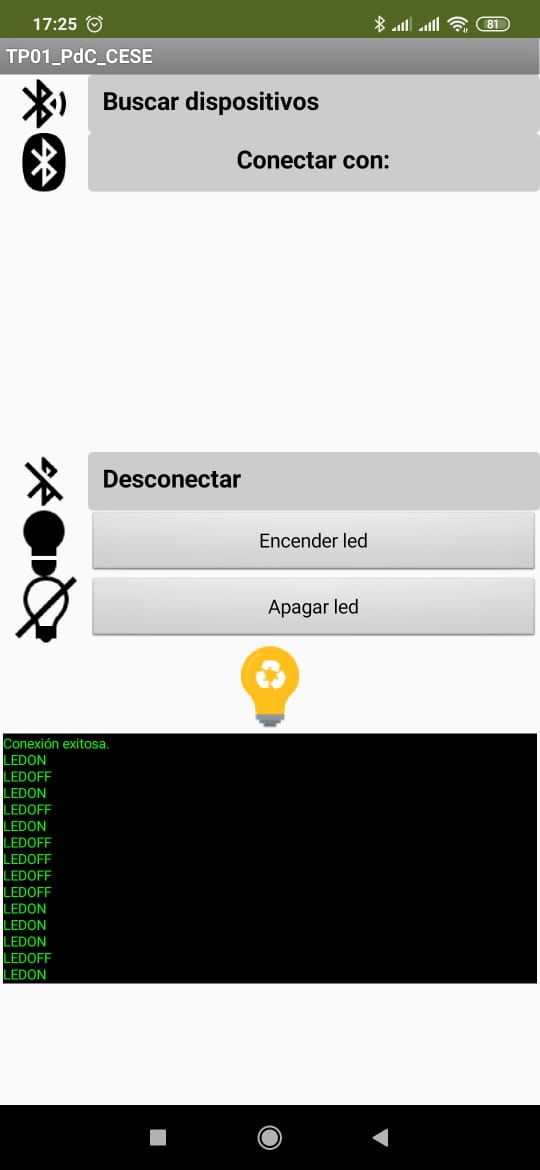 17:25
81
TP01_PdC_CESE
Buscar dispositivos
Conectar con:
Desconectar
Encender led
Apagar led
Conexión exitosa.
LEDON
LEDOFF
LEDON
LEDOFF
LEDON
LEDOFF
LEDOFF
LEDOFF
LEDOFF
LEDON
LEDON
LEDON
LEDOFF
LEDON